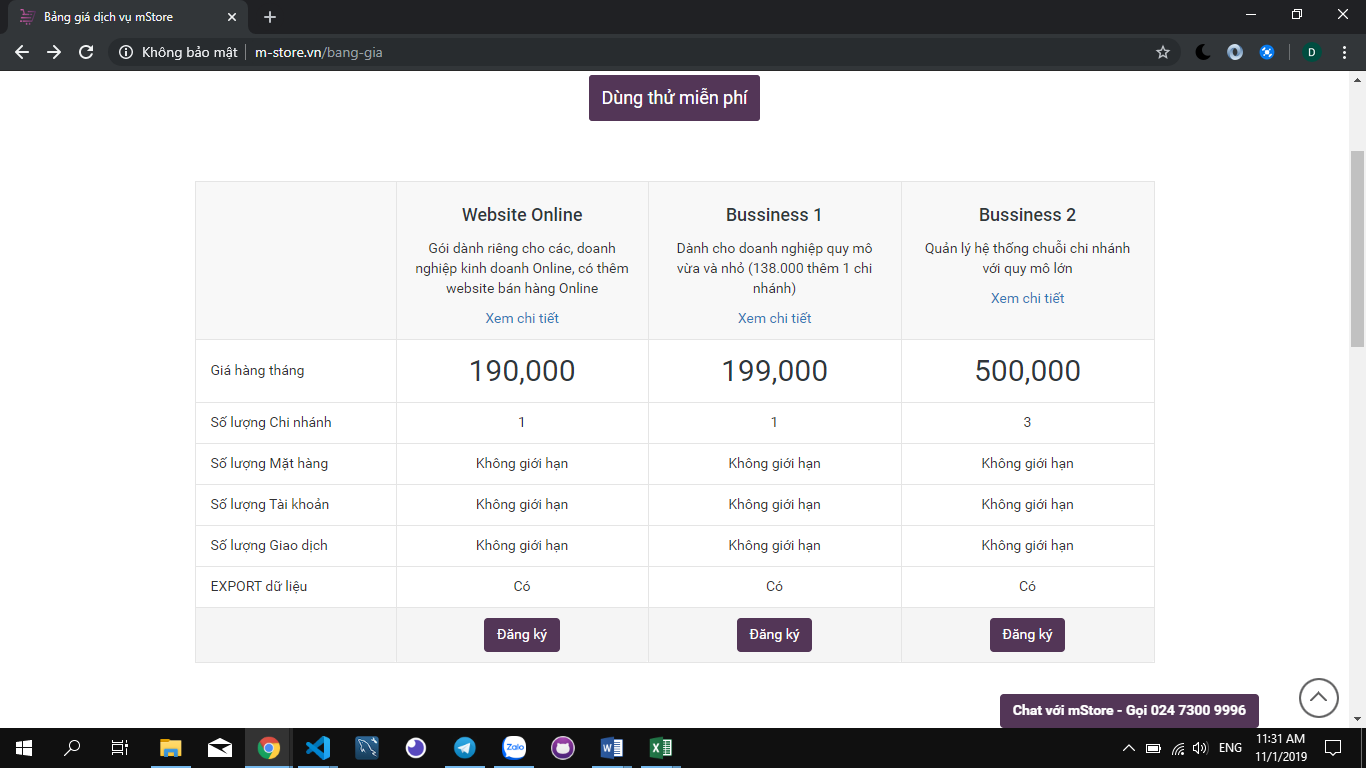 Bảng giá dịch vụ mStore
Không bảo mật
m-store.vn/bang-gia
D
Dùng thử miễn phí
Website Online
Gói dành riêng cho các, doanh
nghiệp kinh doanh Online, có thêm
website bán hàng Online
Xem chi tiết
Bussiness 1
Dành cho doanh nghiệp quy mô
vừa và nhỏ (138.000 thêm 1 chi
nhánh)
Xem chi tiết
Bussiness 2
Quản lý hệ thống chuỗi chi nhánh
với quy mô lớn
Xem chi tiết
Giá hàng tháng 190,000 199,000 500,000
Số lượng Chi nhánh 1 1 3
Số lượng Mặt hàng Không giới hạn Không giới hạn Không giới hạn
Số lượng Tài khoản Không giới hạn Không giới hạn Không giới hạn
Số lượng Giao dịch Không giới hạn Không giới hạn Không giới hạn
EXPORT dữ liệu Có Có Có
Đăng ký Đăng ký Đăng ký
Chat với mStore - Gọi 024 7300 9996
Zalo
ENG
11:31 AM
11/1/2019